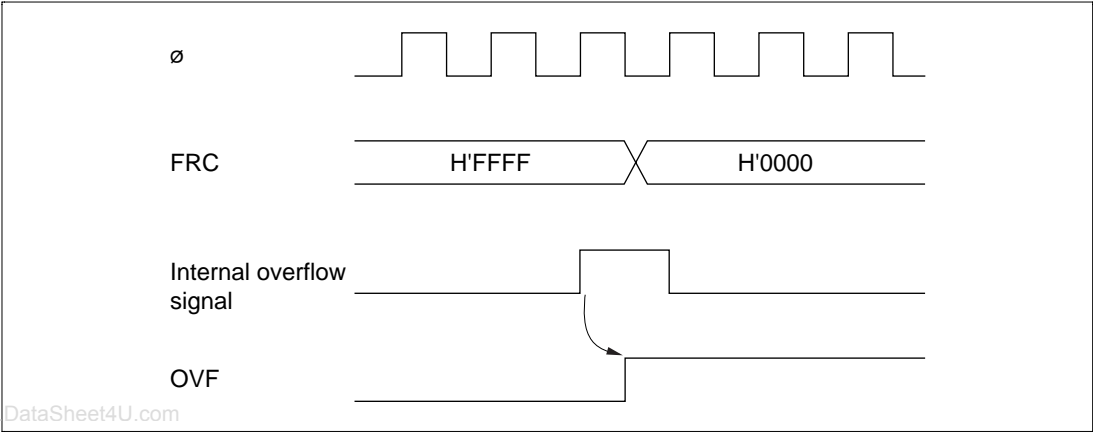 ø
FRC
H'FFFF
H'0000
Internal overflow
signal
OVF
DataSheet4U.com